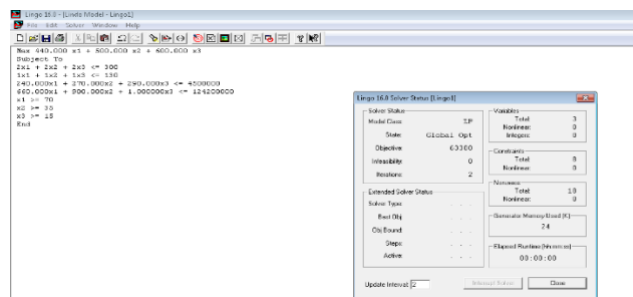 Lingo 16.0 - [Lingo Model - Lingo1]
File Edit Solver Window Help
Max 440.000 x1 + 500.000 x2 + 600.000 x3
Subject To
2x1 + 2x2 + 2x3 <= 300
1x1 + 1x2 + 1x3 <= 130
240.000x1 + 270.000x2 + 290.000x3 <= 6500000
660.000x1 + 800.000x2 + 1.000000x3 <= 124200000
x1 >= 70
x2 >= 35
x3 >= 15
End
Lingo 16.0 Solver Status [Lingo1]
Solver Status
Model Class: LP
State: Global Opt
Objective: 63300
Infeasibility: 0
Iterations: 2
Extended Solver Status
Solver Type: . . .
Best Obj: . . .
Obj Bound: . . .
Steps: . . .
Active: . . .
Update Interval: 2
Variables
Total: 3
Nonlinear: 0
Integers: 0
Constraints
Total: 8
Nonlinear: 0
Nonzeros
Total: 18
Nonlinear: 0
Generator Memory Used (K)
24
Elapsed Runtime (hh:mm:ss)
00:00:00
Interrupt Solver
Close